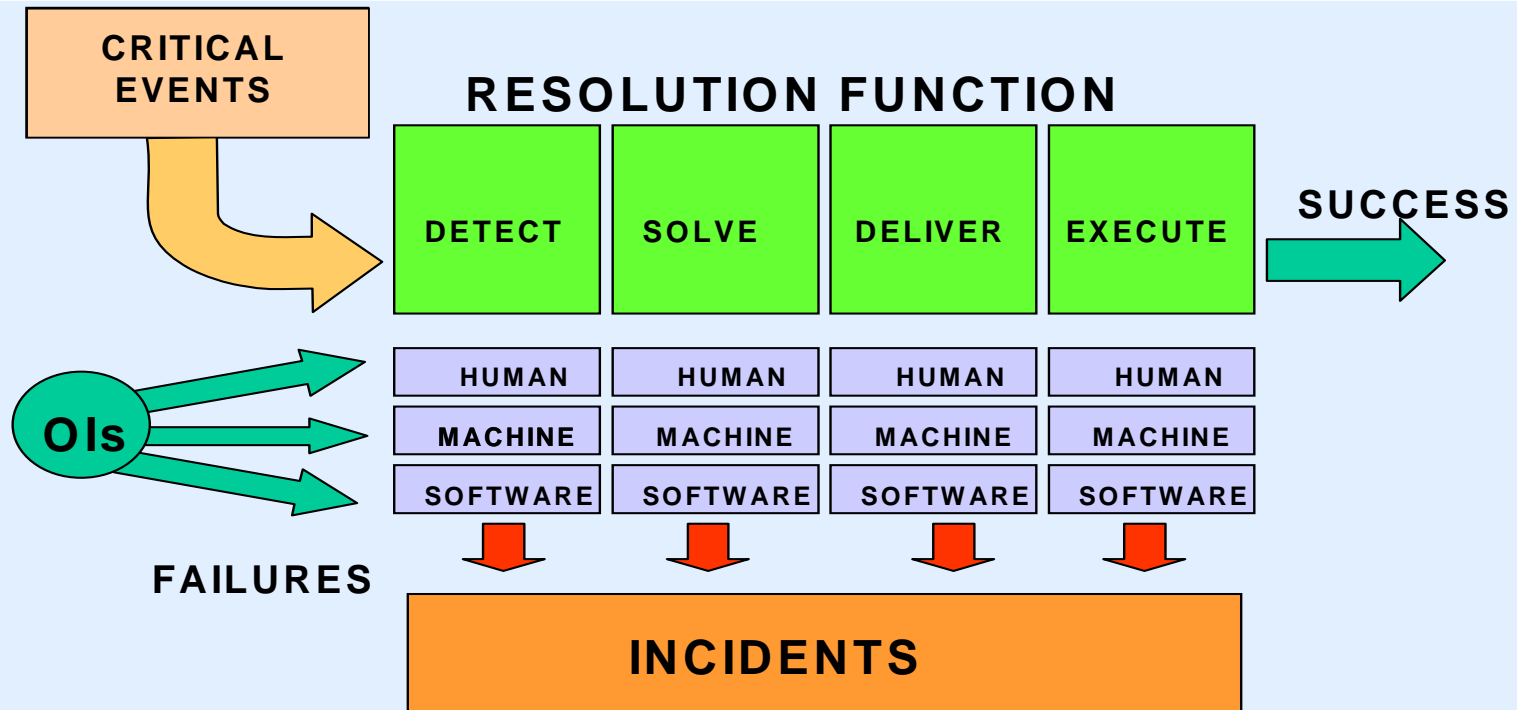 CRITICAL
EVENTS
RESOLUTION FUNCTION
DETECT SOLVE DELIVER EXECUTE
SUCCESS
HUMAN HUMAN HUMAN HUMAN
OIs
MACHINE MACHINE MACHINE MACHINE
SOFTWARE SOFTWARE SOFTWARE SOFTWARE
FAILURES
INCIDENTS